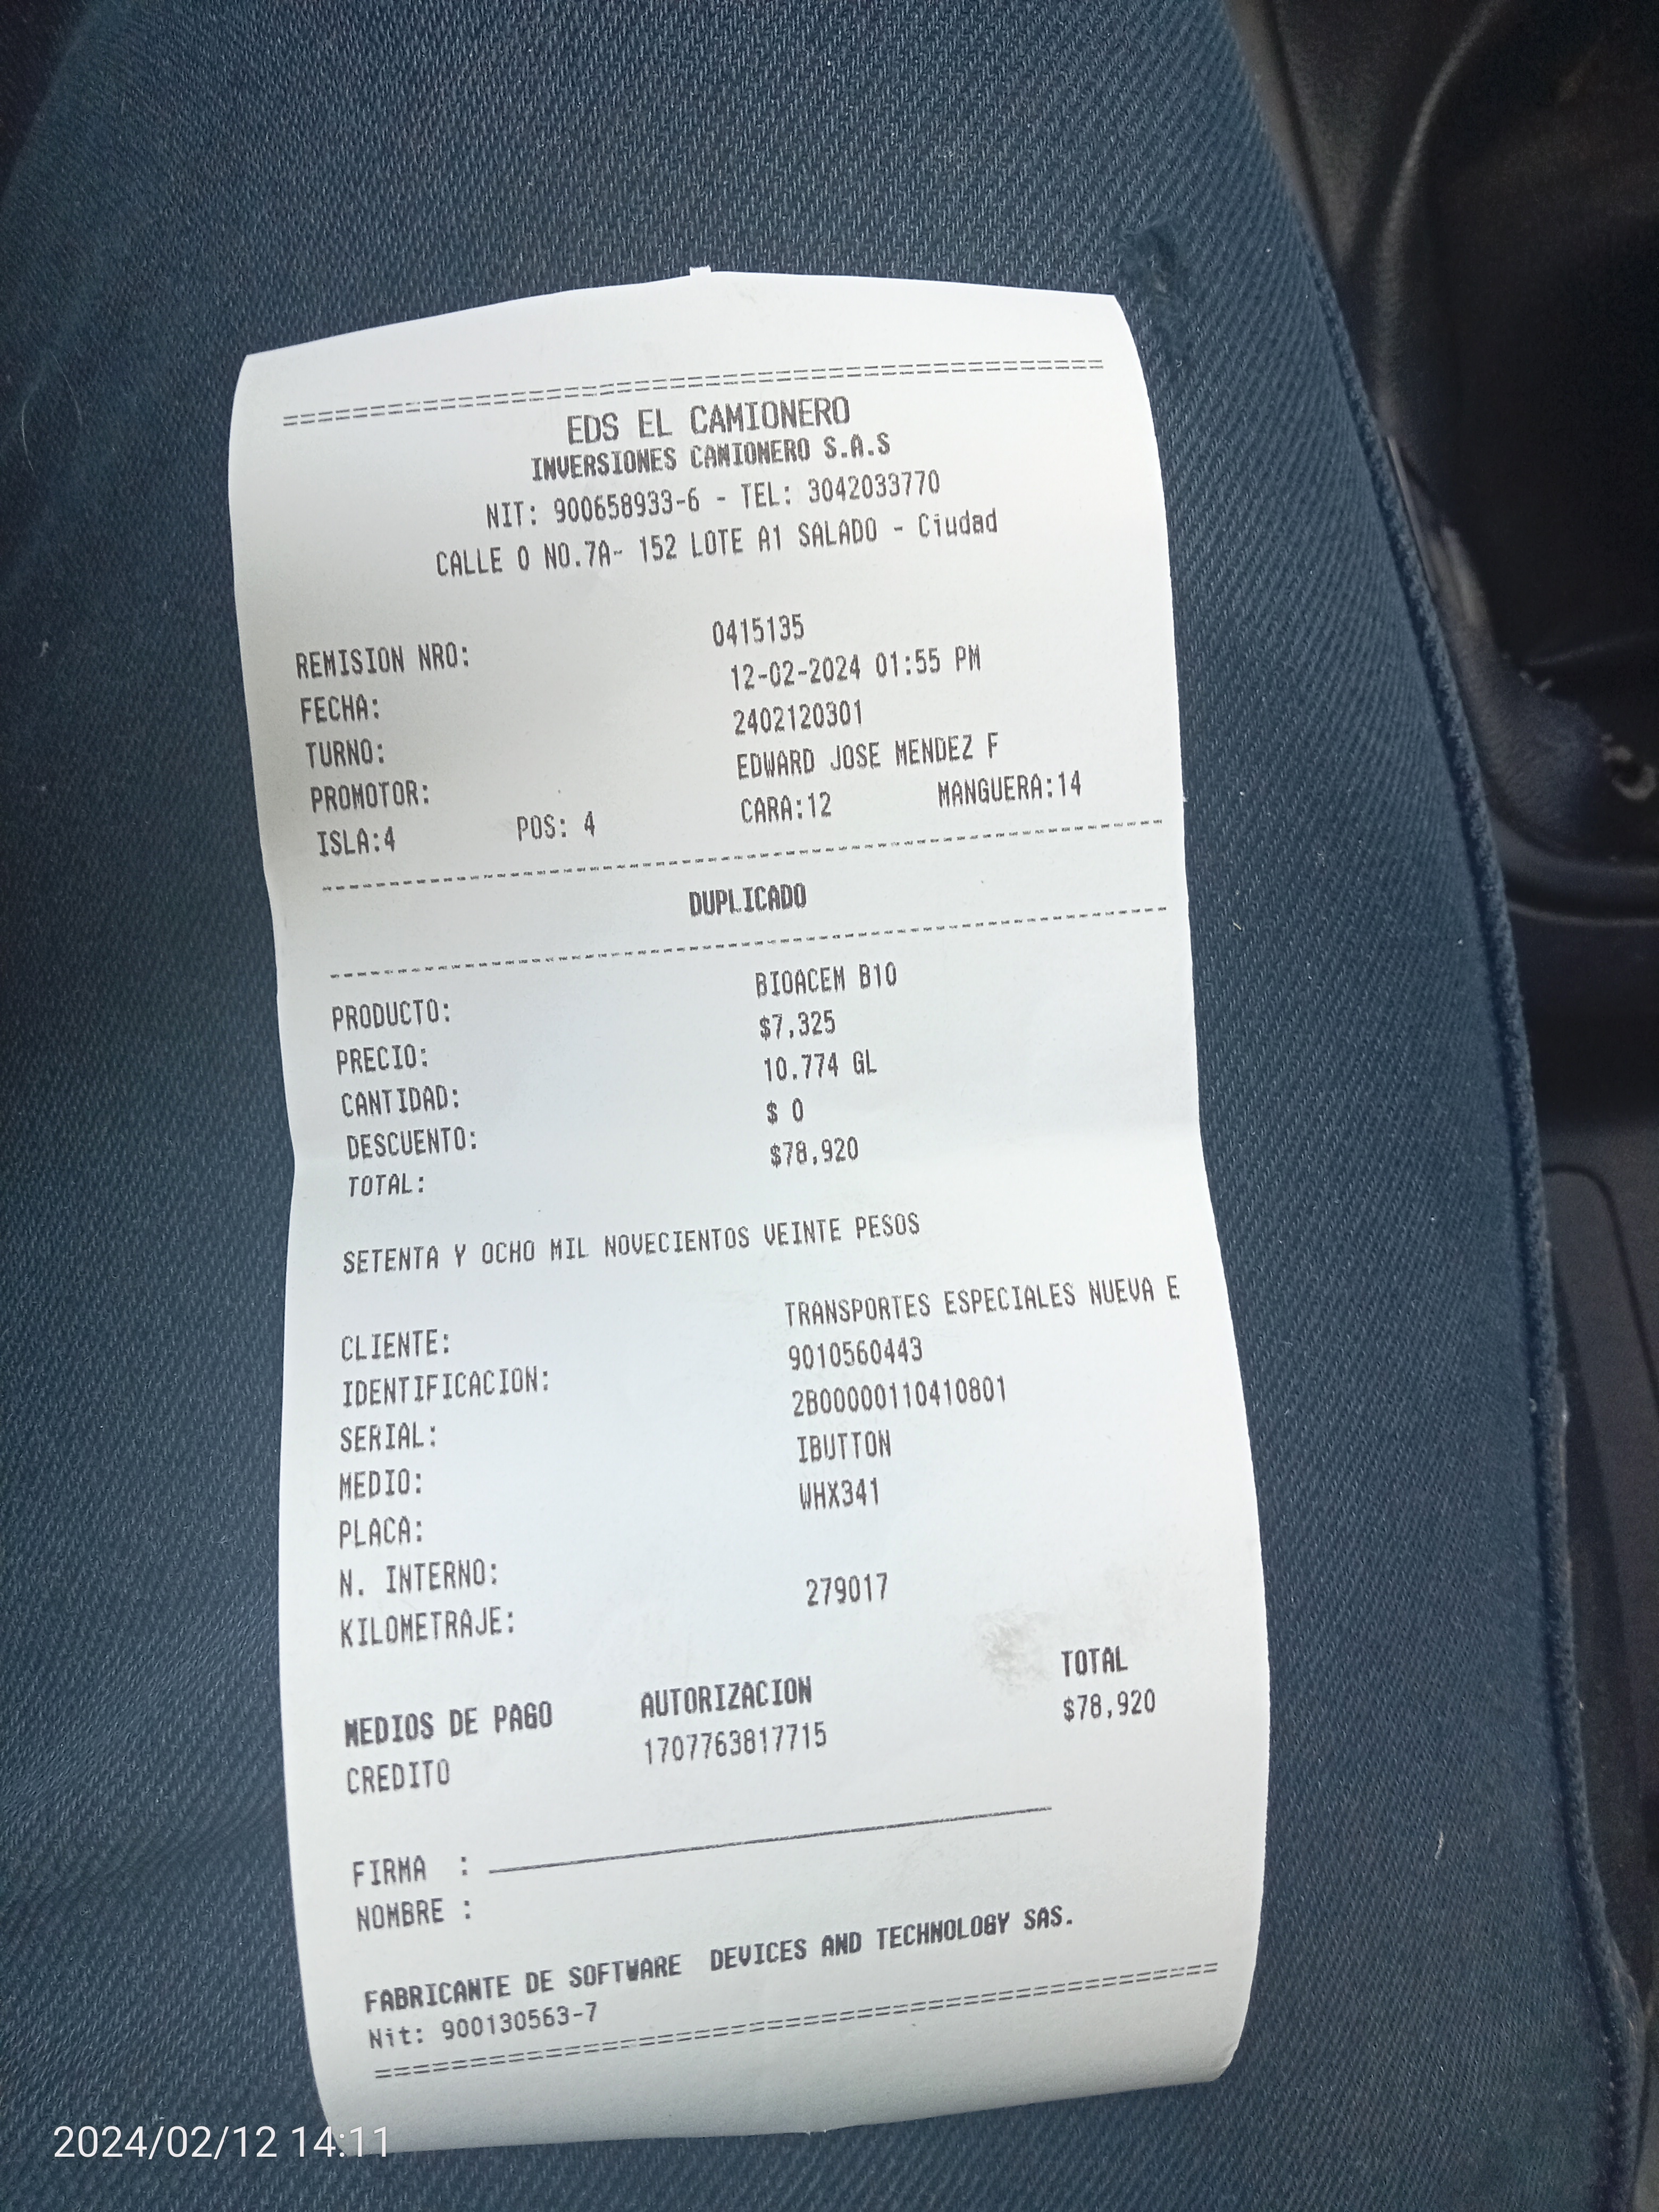 ================================================
EDS EL CAMIONERO
INVERSIONES CAMIONERO S.A.S
NIT: 900658933-6 - TEL: 3042033770
CALLE 0 NO.7A- 152 LOTE A1 SALADO - Ciudad
REMISION NRO: 0415135
FECHA: 12-02-2024 01:55 PM
TURNO: 2402120301
PROMOTOR: EDWARD JOSE MENDEZ F
ISLA:4 POS: 4 CARA:12 MANGUERA:14
DUPLICADO
PRODUCTO: BIOACEM B10
PRECIO: $7,325
CANTIDAD: 10.774 GL
DESCUENTO: $ 0
TOTAL: $78,920
SETENTA Y OCHO MIL NOVECIENTOS VEINTE PESOS
CLIENTE: TRANSPORTES ESPECIALES NUEVA E
IDENTIFICACION: 9010560443
SERIAL: 2B00000110410801
MEDIO: IBUTTON
PLACA: WHX341
N. INTERNO:
KILOMETRAJE: 279017
MEDIOS DE PAGO AUTORIZACION TOTAL
CREDITO 1707763817715 $78,920
FIRMA :
NOMBRE :
FABRICANTE DE SOFTWARE DEVICES AND TECHNOLOGY SAS.
Nit: 900130563-7
================================================
2024/02/12 14:11